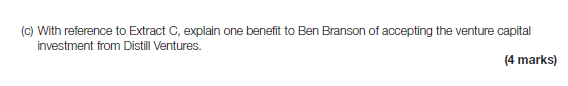 (c) With reference to Extract C, explain one benefit to Ben Branson of accepting the venture capital
investment from Distill Ventures.
(4 marks)